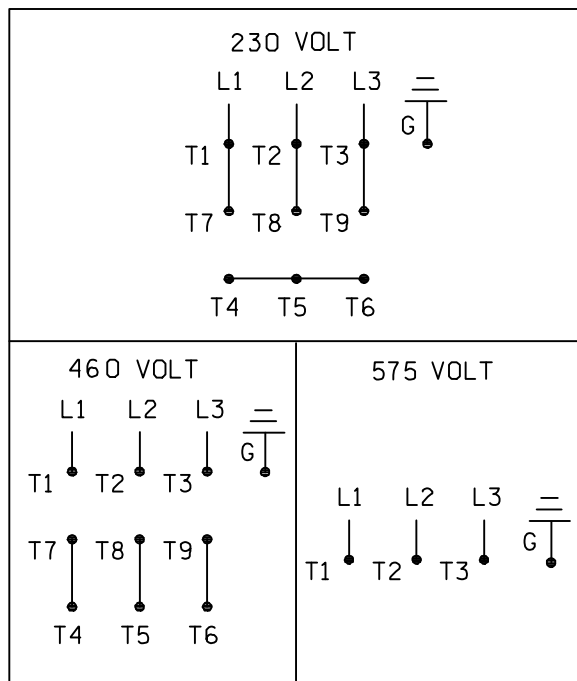 230 VOLT
L1 L2 L3
G
T1 T2 T3
T7 T8 T9
T4 T5 T6
460 VOLT
L1 L2 L3
G
T1 T2 T3
T7 T8 T9
T4 T5 T6
575 VOLT
L1 L2 L3
G
T1 T2 T3